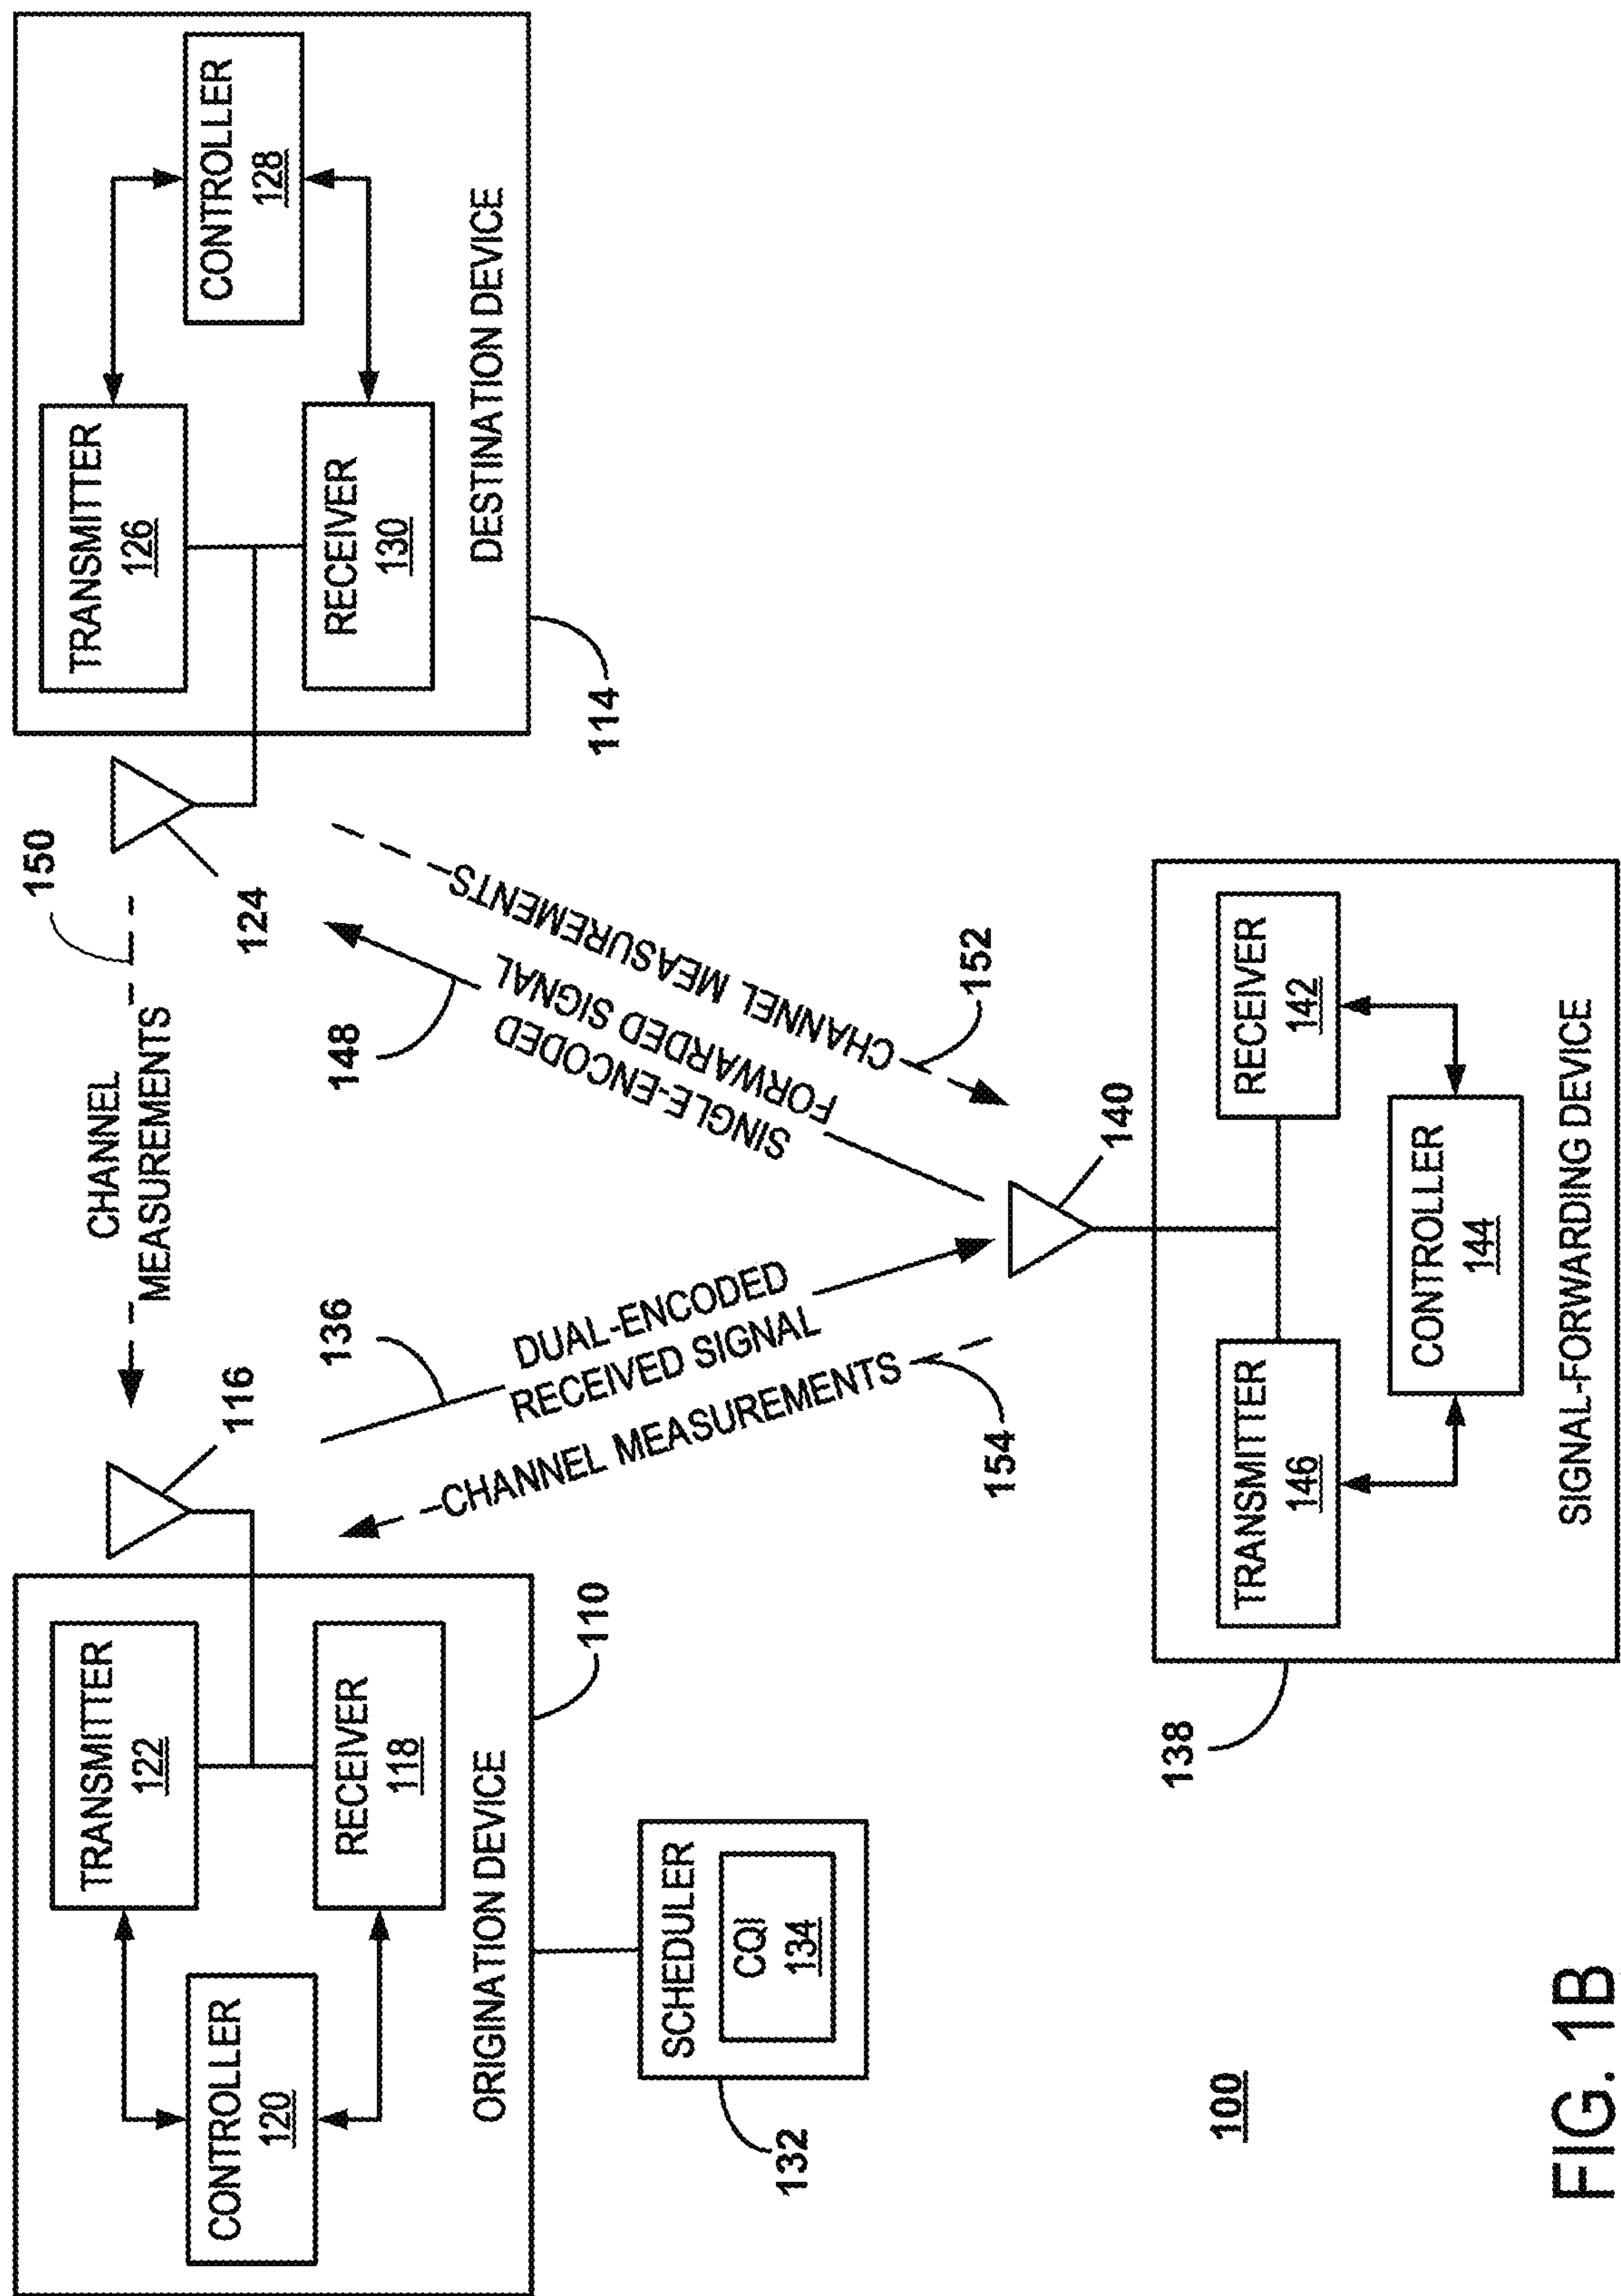 CONTROLLER
120
TRANSMITTER
122
RECEIVER
118
ORIGINATION DEVICE
110
116
SCHEDULER
CQI
134
132
CHANNEL
MEASUREMENTS
150
124
TRANSMITTER
126
RECEIVER
130
CONTROLLER
128
DESTINATION DEVICE
114
136
DUAL-ENCODED
RECEIVED SIGNAL
CHANNEL MEASUREMENTS
154
148
SINGLE-ENCODED
FORWARDED SIGNAL
CHANNEL MEASUREMENTS
152
140
TRANSMITTER
146
RECEIVER
142
CONTROLLER
144
SIGNAL-FORWARDING DEVICE
138
100
FIG. 1B